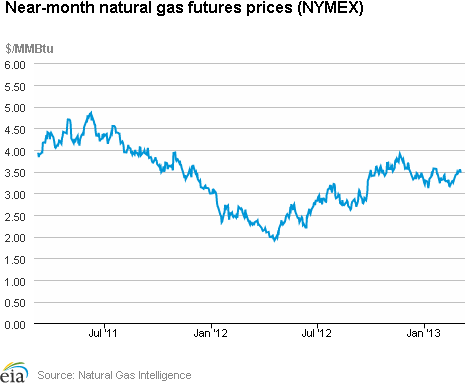 Near-month natural gas futures prices (NYMEX)
$/MMBtu
6.00
5.50
5.00
4.50
4.00
3.50
3.00
2.50
2.00
1.50
1.00
0.50
0.00
Jul '11
Jan '12
Jul '12
Jan '13
eia
Source: Natural Gas Intelligence